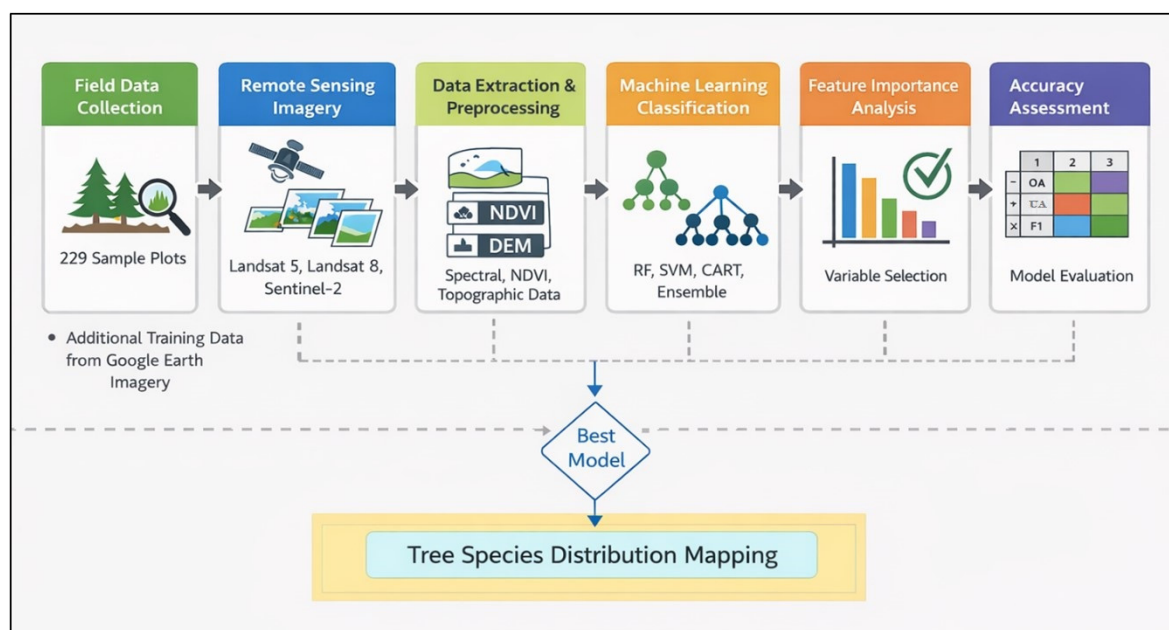 Field Data
Collection
229 Sample Plots
Remote Sensing
Imagery
Landsat 5, Landsat 8,
Sentinel-2
Data Extraction &
Preprocessing
NDVI
DEM
Spectral, NDVI,
Topographic Data
Machine Learning
Classification
RF, SVM, CART,
Ensemble
Feature Importance
Analysis
Variable Selection
Accuracy
Assessment
1 2 3
- OA
+ UA
× F1
Model Evaluation
• Additional Training Data
from Google Earth
Imagery
Best
Model
Tree Species Distribution Mapping